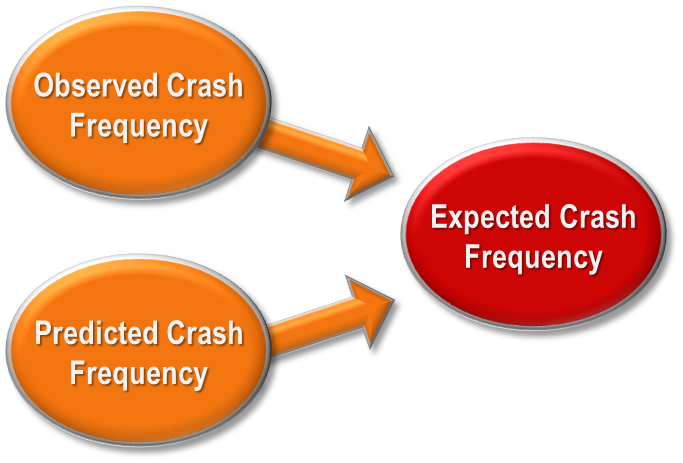 Observed Crash
Frequency
Expected Crash
Frequency
Predicted Crash
Frequency